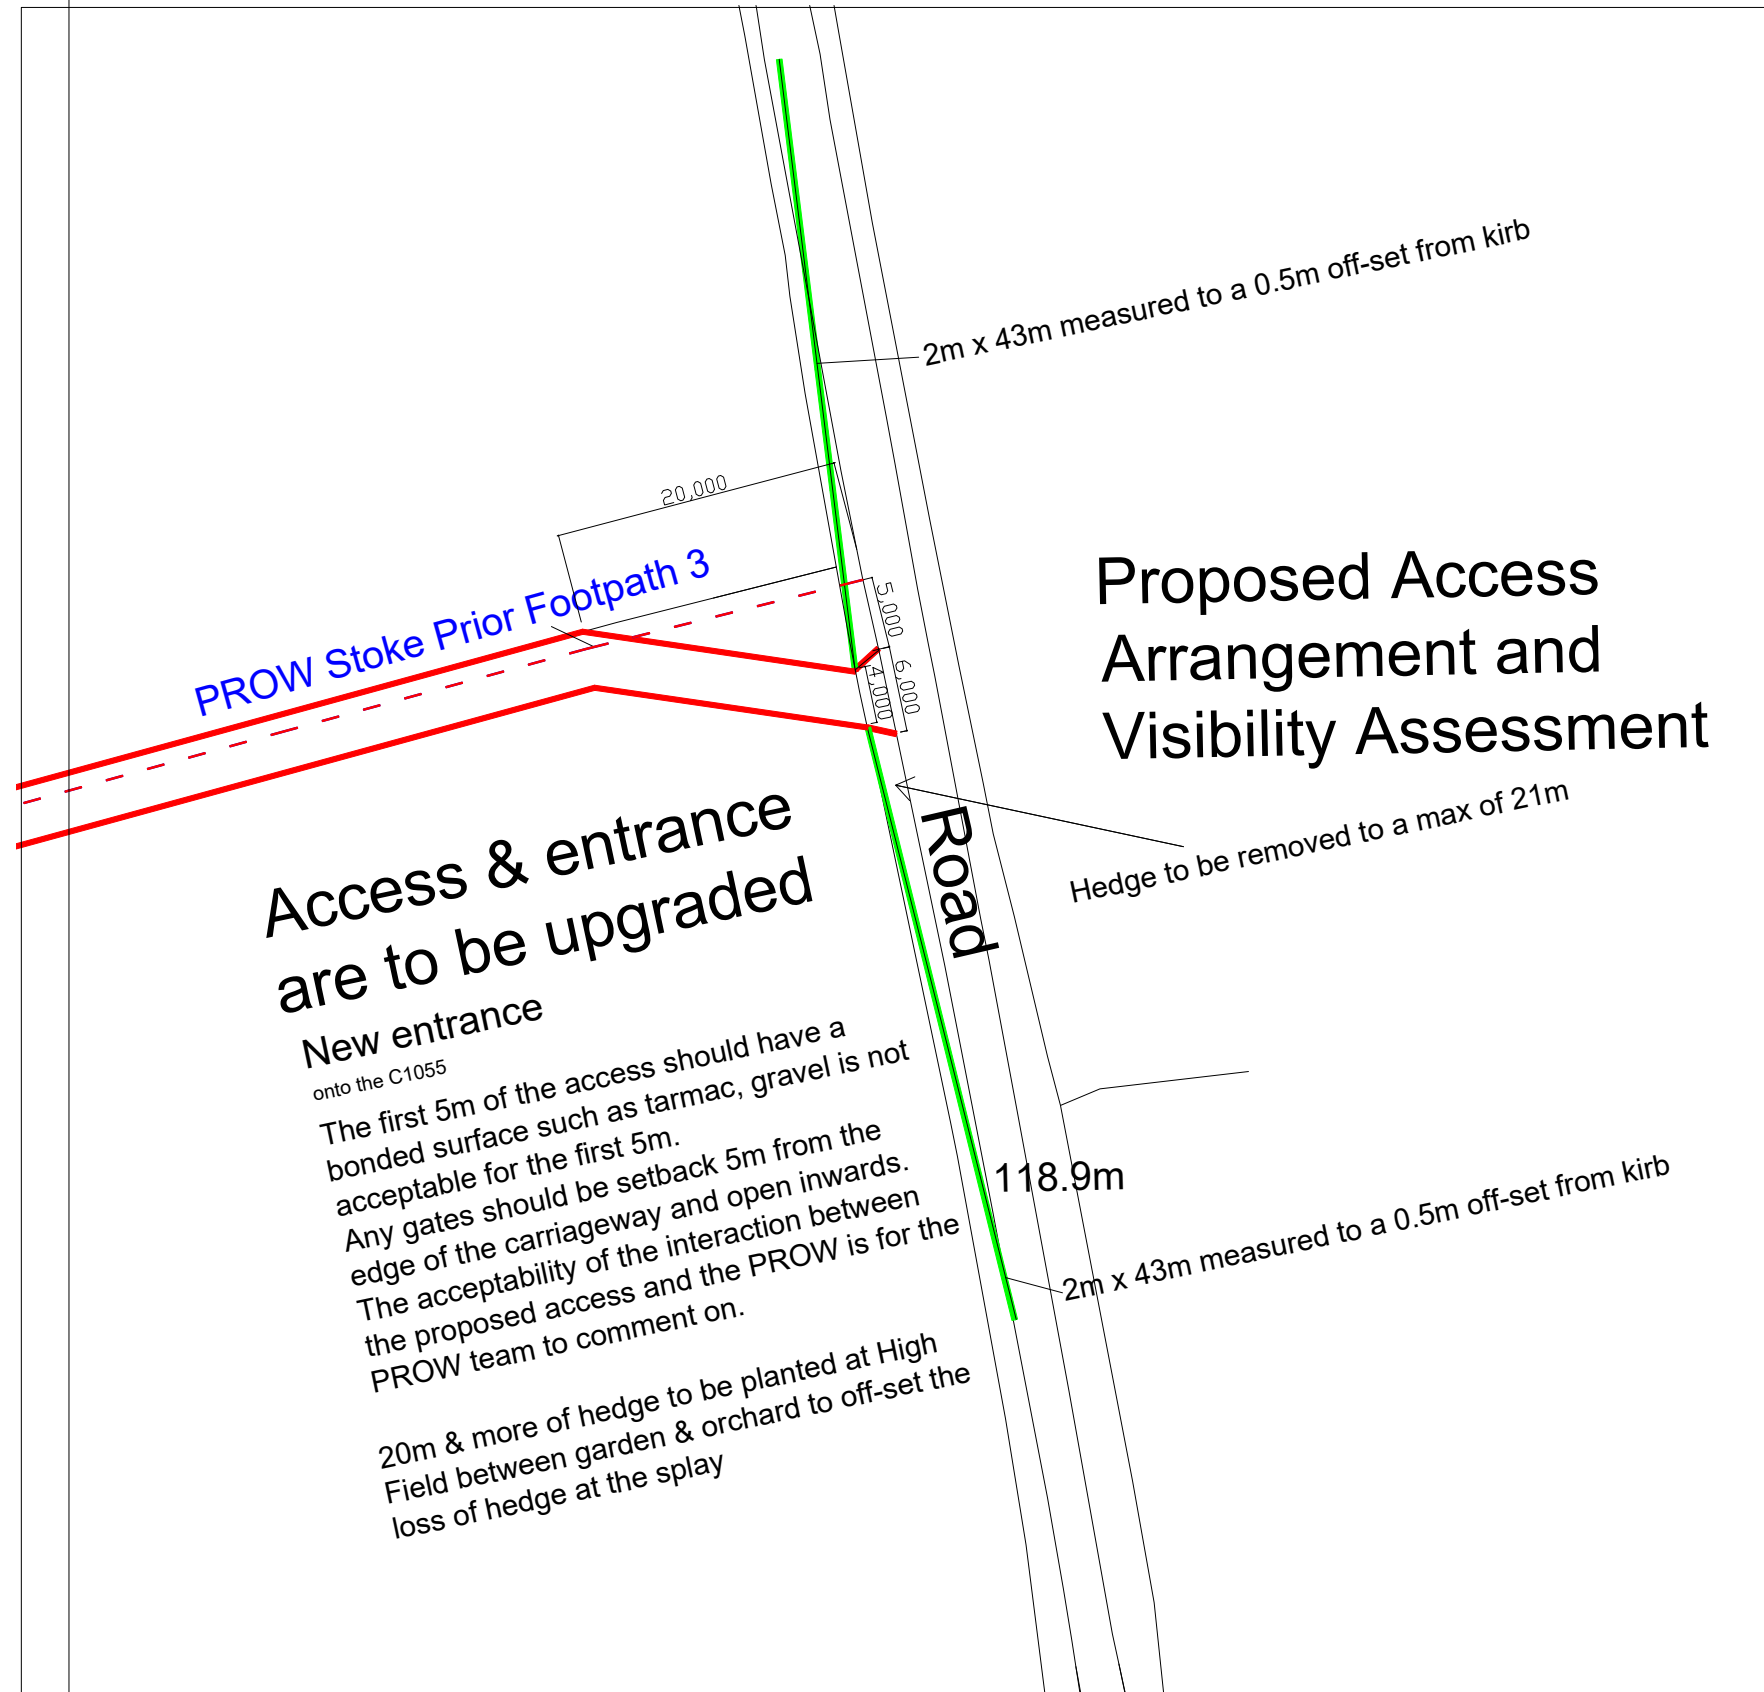 2m x 43m measured to a 0.5m off-set from kirb
20,000
PROW Stoke Prior Footpath 3
5,000
6,000
4,000
Proposed Access
Arrangement and
Visibility Assessment
Hedge to be removed to a max of 21m
Road
Access & entrance
are to be upgraded
New entrance
onto the C1055
The first 5m of the access should have a
bonded surface such as tarmac, gravel is not
acceptable for the first 5m.
Any gates should be setback 5m from the
edge of the carriageway and open inwards.
The acceptability of the interaction between
the proposed access and the PROW is for the
PROW team to comment on.
20m & more of hedge to be planted at High
Field between garden & orchard to off-set the
loss of hedge at the splay
118.9m
2m x 43m measured to a 0.5m off-set from kirb